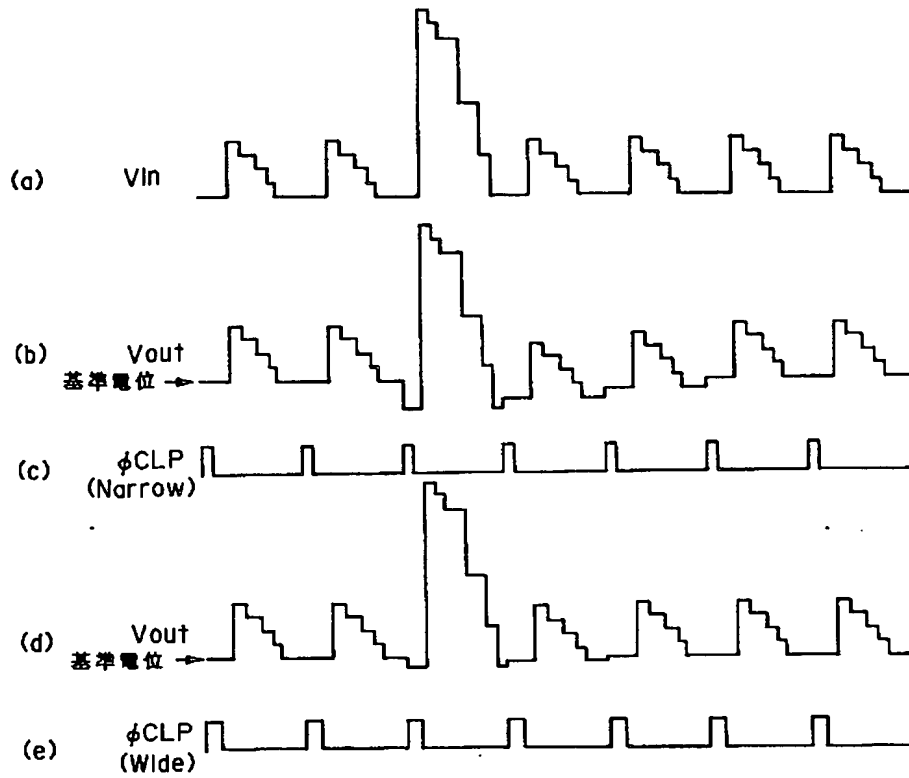 (a) Vin
(b) Vout
基準電位→
(c) φCLP
(Narrow)
(d) Vout
基準電位→
(e) φCLP
(Wide)